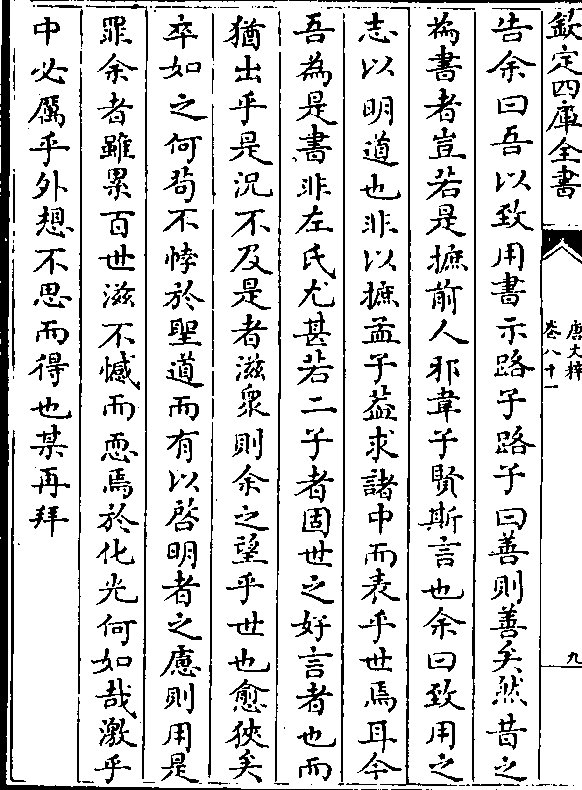 欽定四庫全書
唐文粹
卷八十一
九
告余曰吾以致用書示路子路子曰善則善矣然昔之
為書者豈若是摭前人邪韋子賢斯言也余曰致用之
志以明道也非以摭孟子葢求諸中而表乎世焉耳今
吾為是書非左氏尤甚若二子者固世之好言者也而
猶出乎是況不及是者滋衆則余之望乎世也愈狹矣
卒如之何茍不悖於聖道而有以啓明者之慮則用是
罪余者雖累百世滋不憾而恧焉於化光何如哉激乎
中必厲乎外想不思而得也某再拜